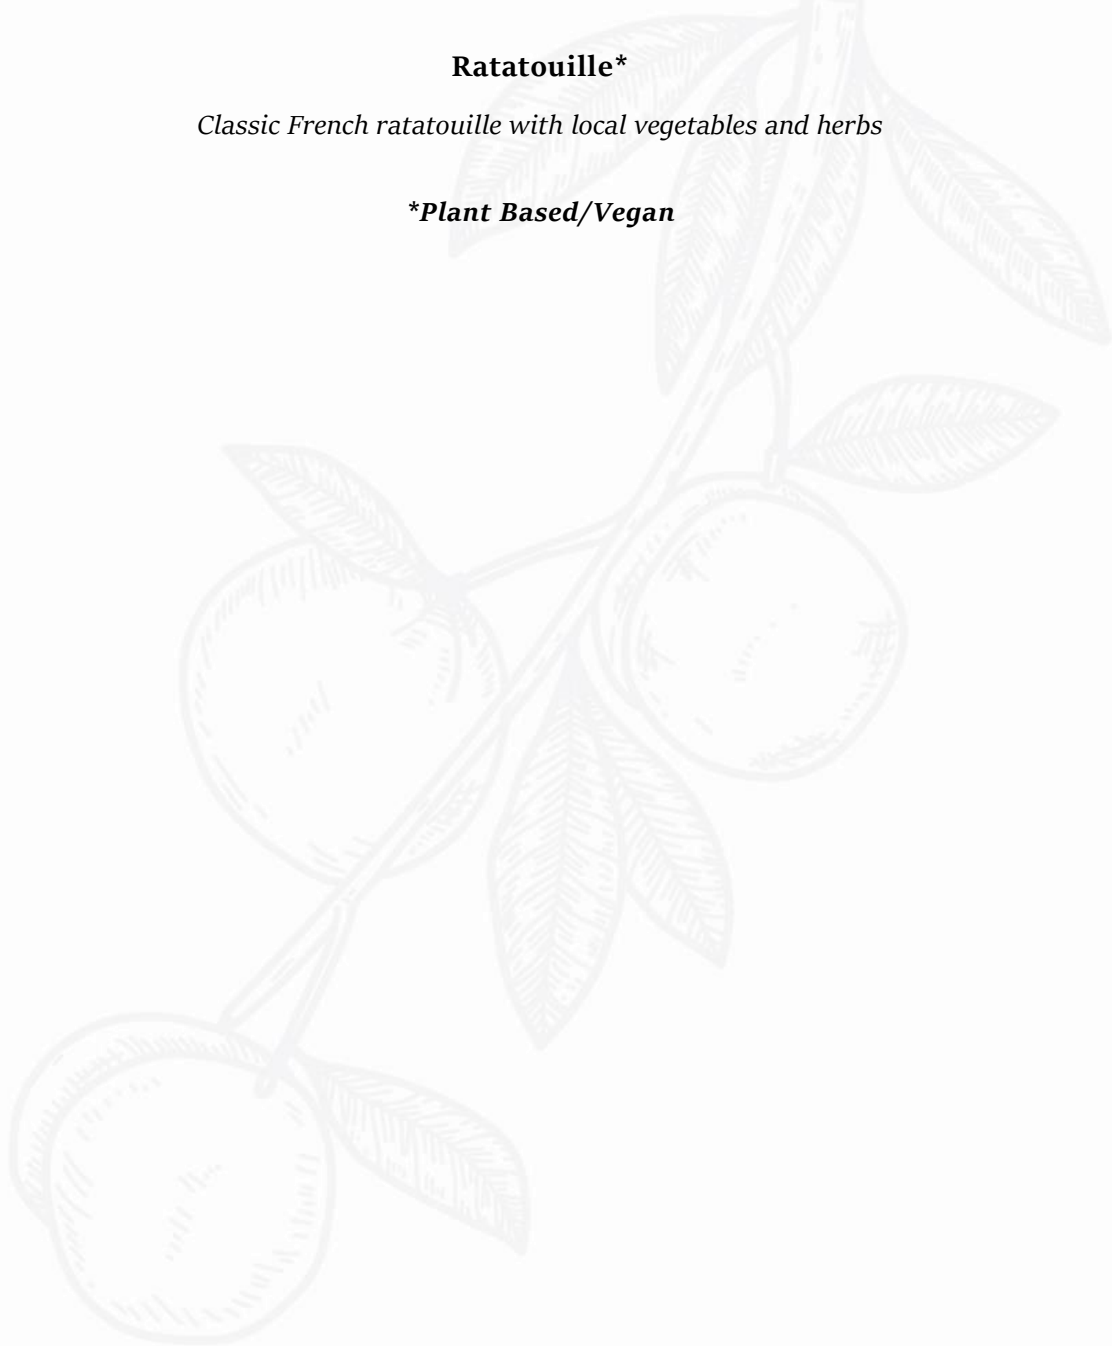 Ratatouille*
Classic French ratatouille with local vegetables and herbs
*Plant Based/Vegan